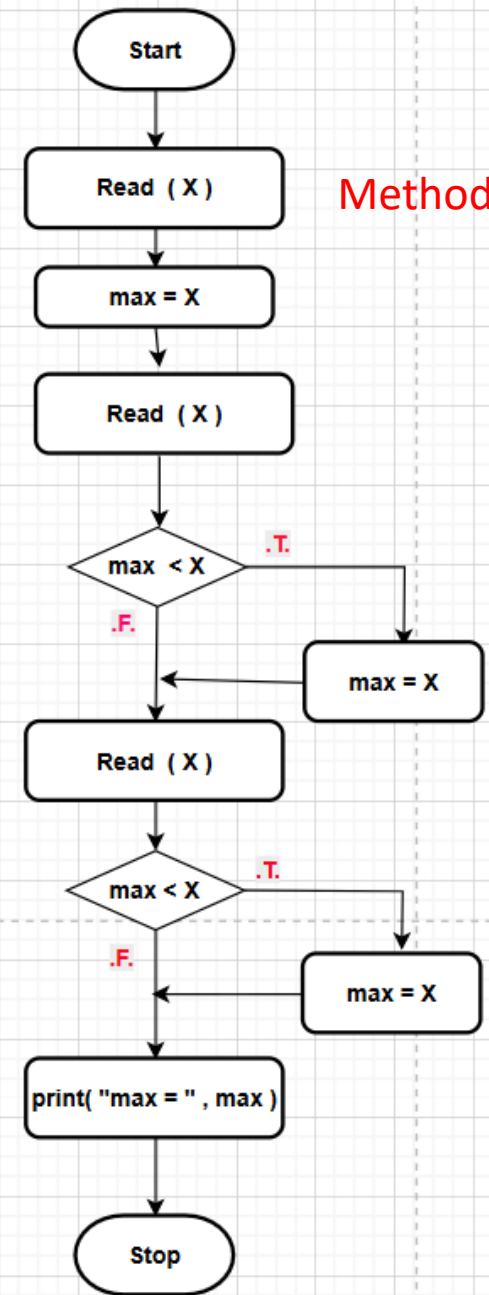 Start
Read ( X )
Method
max = X
Read ( X )
max < X
.T.
.F.
max = X
Read ( X )
max < X
.T.
.F.
max = X
print( "max = " , max )
Stop